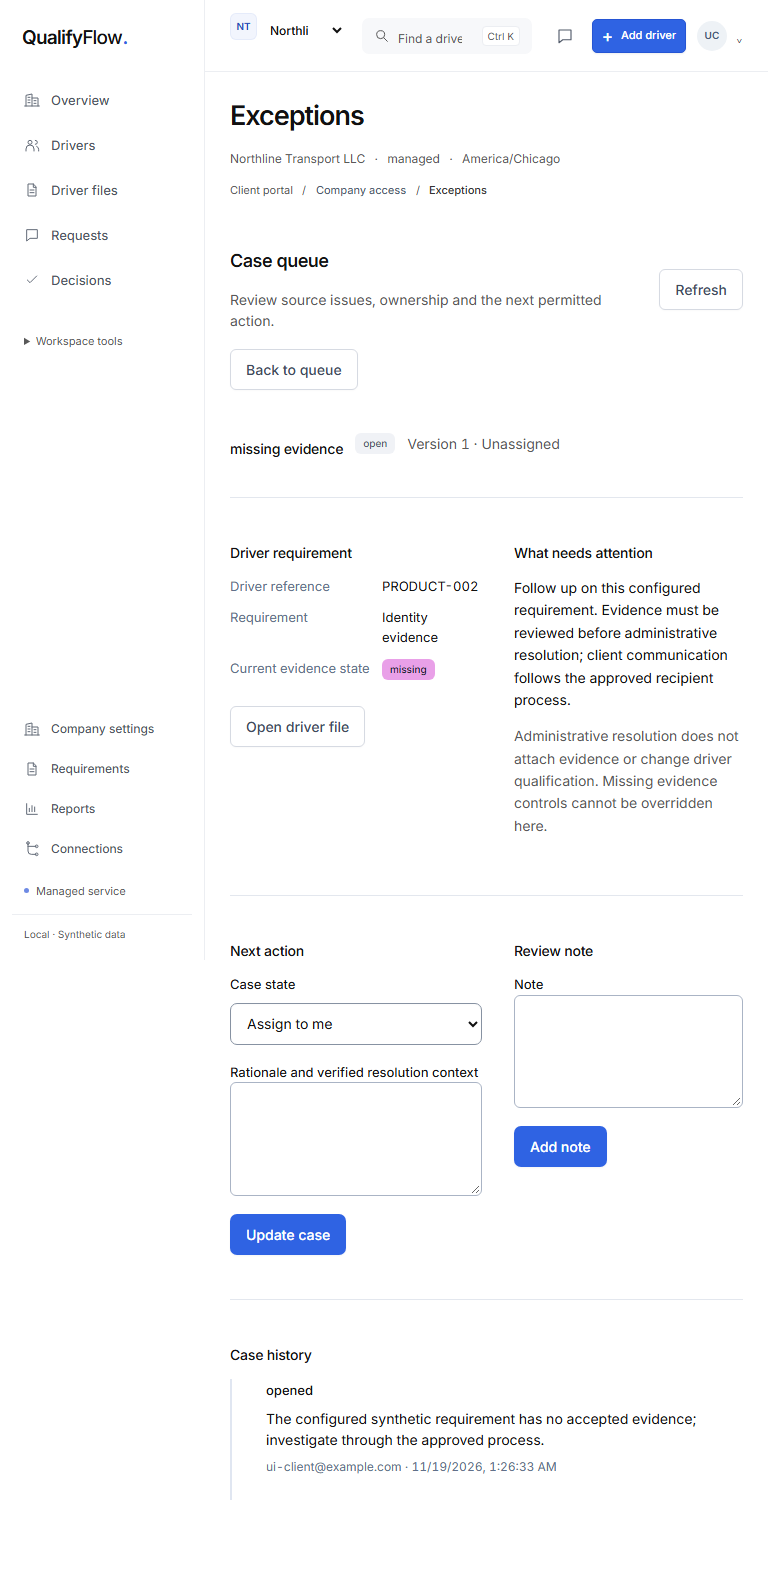 QualifyFlow.
Overview
Drivers
Driver files
Requests
Decisions
Workspace tools
Company settings
Requirements
Reports
Connections
Managed service
Local · Synthetic data
NT
Northli
Find a drive
Ctrl K
+ Add driver
UC
Exceptions
Northline Transport LLC · managed · America/Chicago
Client portal / Company access / Exceptions
Case queue
Review source issues, ownership and the next permitted
action.
Refresh
Back to queue
missing evidence open Version 1 · Unassigned
Driver requirement
Driver reference PRODUCT-002
Requirement Identity
evidence
Current evidence state missing
Open driver file
What needs attention
Follow up on this configured
requirement. Evidence must be
reviewed before administrative
resolution; client communication
follows the approved recipient
process.
Administrative resolution does not
attach evidence or change driver
qualification. Missing evidence
controls cannot be overridden
here.
Next action
Case state
Assign to me
Rationale and verified resolution context
Update case
Review note
Note
Add note
Case history
opened
The configured synthetic requirement has no accepted evidence;
investigate through the approved process.
ui-client@example.com · 11/19/2026, 1:26:33 AM